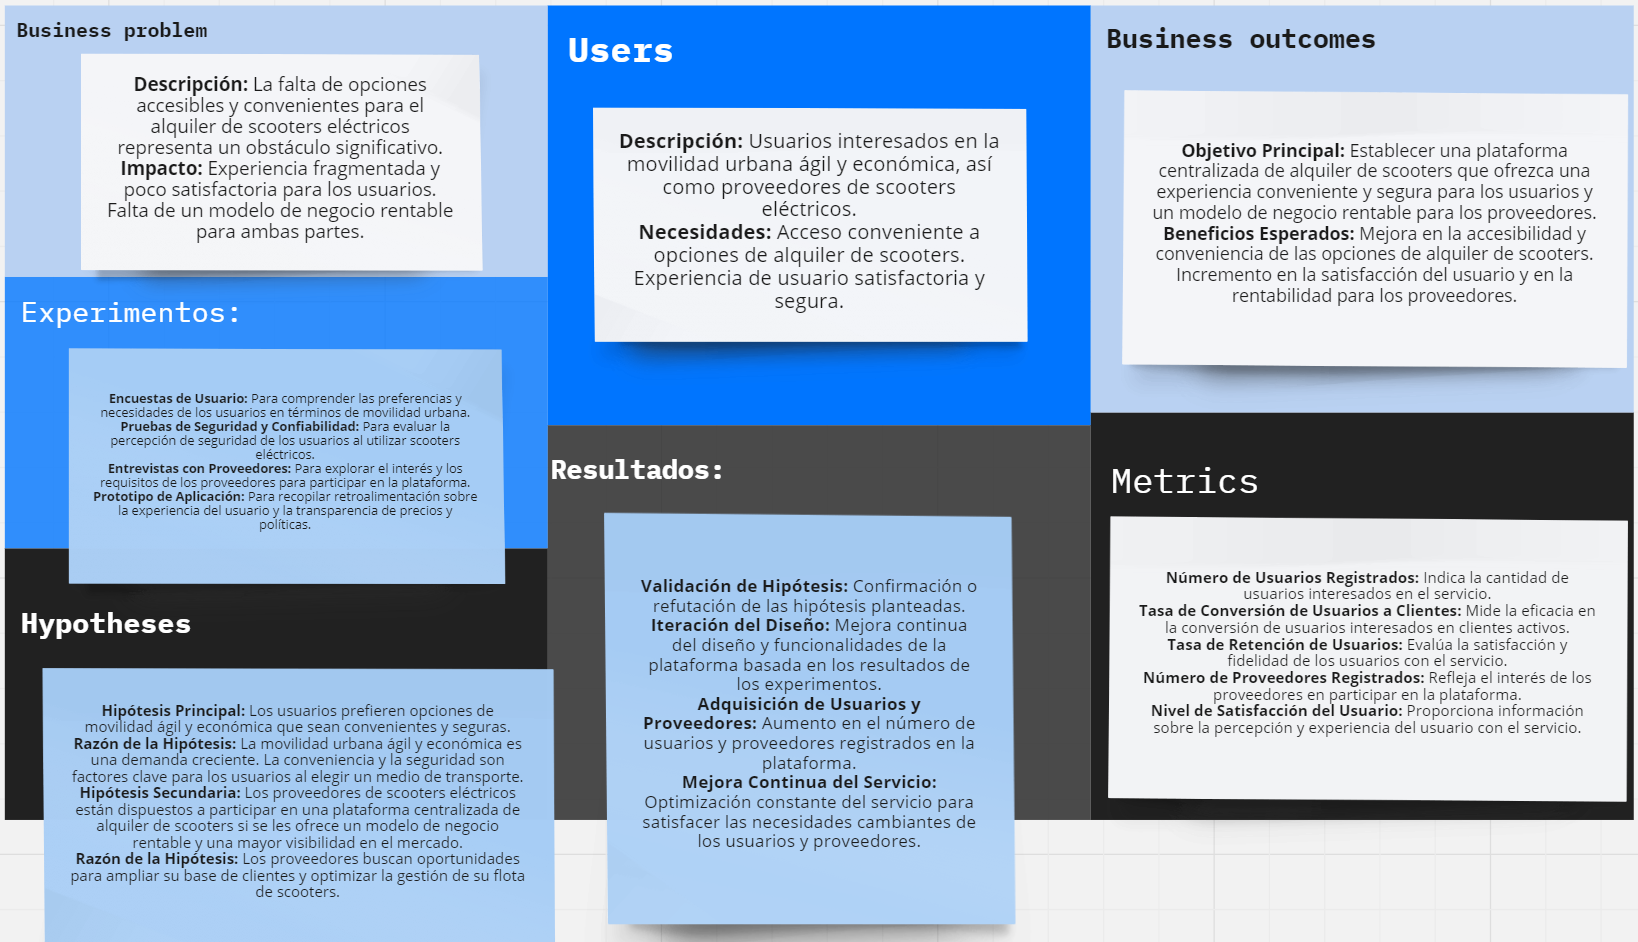 Business problem
Descripción: La falta de opciones
accesibles y convenientes para el
alquiler de scooters eléctricos
representa un obstáculo significativo.
Impacto: Experiencia fragmentada y
poco satisfactoria para los usuarios.
Falta de un modelo de negocio rentable
para ambas partes.
Experimentos:
Encuestas de Usuario: Para comprender las preferencias y
necesidades de los usuarios en términos de movilidad urbana.
Pruebas de Seguridad y Confiabilidad: Para evaluar la
percepción de seguridad de los usuarios al utilizar scooters
eléctricos.
Entrevistas con Proveedores: Para explorar el interés y los
requisitos de los proveedores para participar en la plataforma.
Prototipo de Aplicación: Para recopilar retroalimentación sobre
la experiencia del usuario y la transparencia de precios y
políticas.
Hypotheses
Hipótesis Principal: Los usuarios prefieren opciones de
movilidad ágil y económica que sean convenientes y seguras.
Razón de la Hipótesis: La movilidad urbana ágil y económica es
una demanda creciente. La conveniencia y la seguridad son
factores clave para los usuarios al elegir un medio de transporte.
Hipótesis Secundaria: Los proveedores de scooters eléctricos
están dispuestos a participar en una plataforma centralizada de
alquiler de scooters si se les ofrece un modelo de negocio
rentable y una mayor visibilidad en el mercado.
Razón de la Hipótesis: Los proveedores buscan oportunidades
para ampliar su base de clientes y optimizar la gestión de su flota
de scooters.
Users
Descripción: Usuarios interesados en la
movilidad urbana ágil y económica, así
como proveedores de scooters
eléctricos.
Necesidades: Acceso conveniente a
opciones de alquiler de scooters.
Experiencia de usuario satisfactoria y
segura.
Resultados:
Validación de Hipótesis: Confirmación o
refutación de las hipótesis planteadas.
Iteración del Diseño: Mejora continua
del diseño y funcionalidades de la
plataforma basada en los resultados de
los experimentos.
Adquisición de Usuarios y
Proveedores: Aumento en el número de
usuarios y proveedores registrados en la
plataforma.
Mejora Continua del Servicio:
Optimización constante del servicio para
satisfacer las necesidades cambiantes de
los usuarios y proveedores.
Business outcomes
Objetivo Principal: Establecer una plataforma
centralizada de alquiler de scooters que ofrezca una
experiencia conveniente y segura para los usuarios y
un modelo de negocio rentable para los proveedores.
Beneficios Esperados: Mejora en la accesibilidad y
conveniencia de las opciones de alquiler de scooters.
Incremento en la satisfacción del usuario y en la
rentabilidad para los proveedores.
Metrics
Número de Usuarios Registrados: Indica la cantidad de
usuarios interesados en el servicio.
Tasa de Conversión de Usuarios a Clientes: Mide la eficacia en
la conversión de usuarios interesados en clientes activos.
Tasa de Retención de Usuarios: Evalúa la satisfacción y
fidelidad de los usuarios con el servicio.
Número de Proveedores Registrados: Refleja el interés de los
proveedores en participar en la plataforma.
Nivel de Satisfacción del Usuario: Proporciona información
sobre la percepción y experiencia del usuario con el servicio.